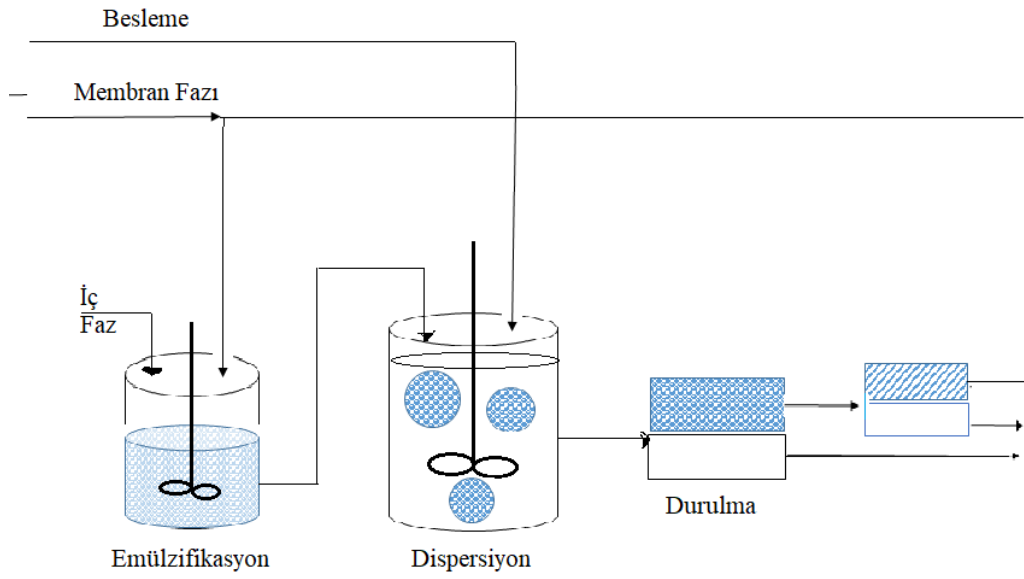 Besleme
Membran Fazı
İç
Faz
Durulma
Emülzifikasyon
Dispersiyon